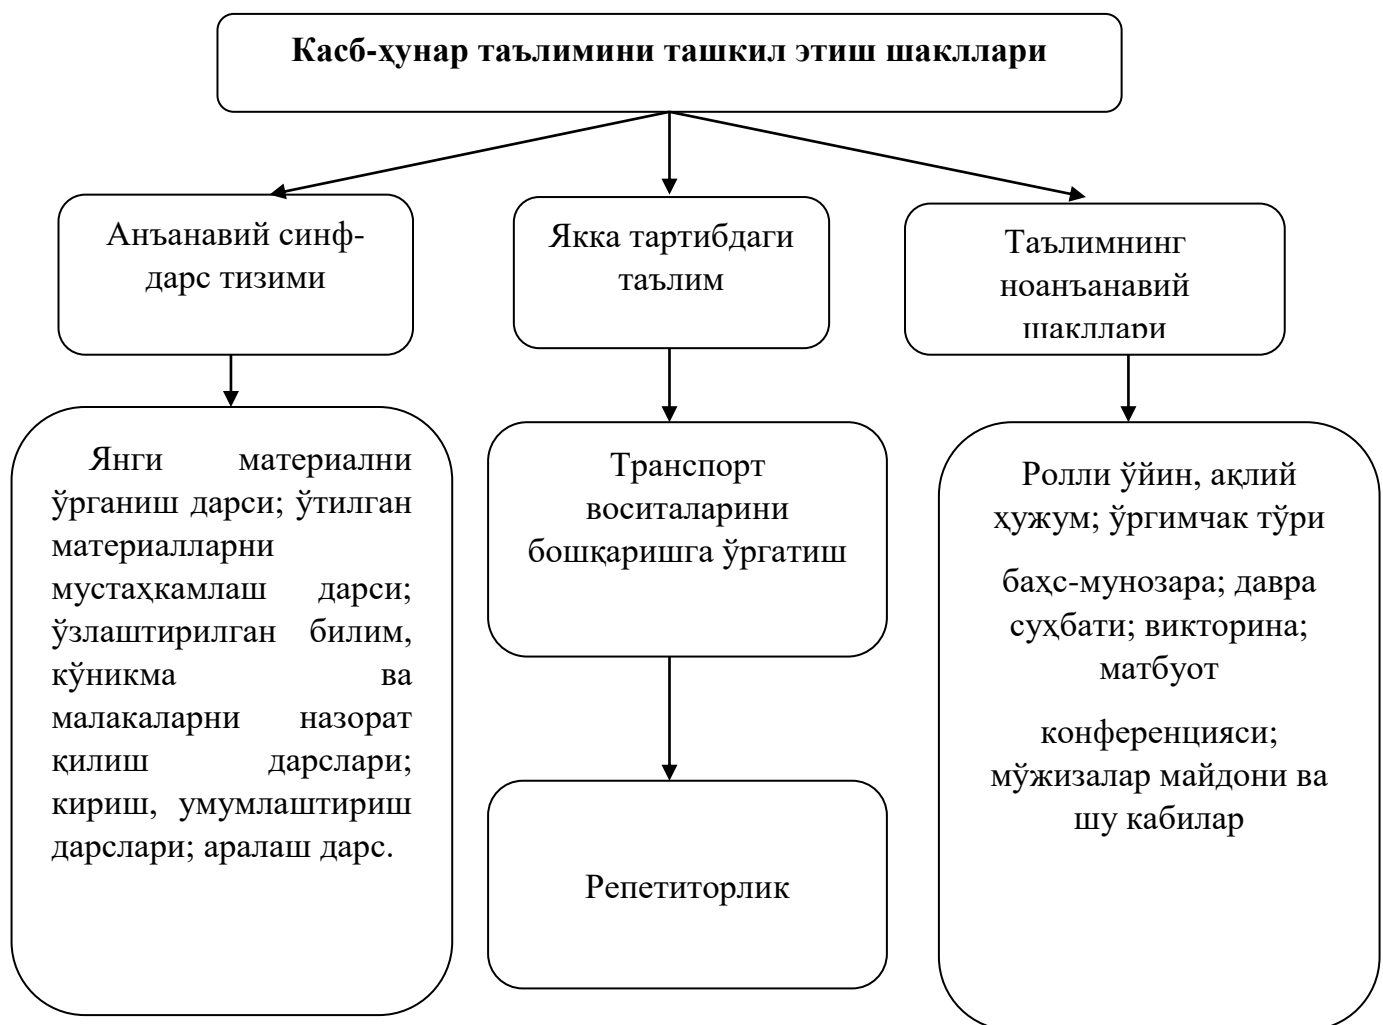 Касб-ҳунар таълимини ташкил этиш шакллари
Анъанавий синф-
дарс тизими
Якка тартибдаги
таълим
Таълимнинг
ноанъанавий
шакллари
Янги материални
ўрганиш дарси; ўтилган
материалларни
мустаҳкамлаш дарси;
ўзлаштирилган билим,
кўникма ва
малакаларни назорат
қилиш дарслари;
кириш, умумлаштириш
дарслари; аралаш дарс.
Транспорт
воситаларини
бошқаришга ўргатиш
Репетиторлик
Ролли ўйин, ақлий
ҳужум; ўргимчак тўри
баҳс-мунозара; давра
суҳбати; викторина;
матбуот
конференцияси;
мўжизалар майдони ва
шу кабилар